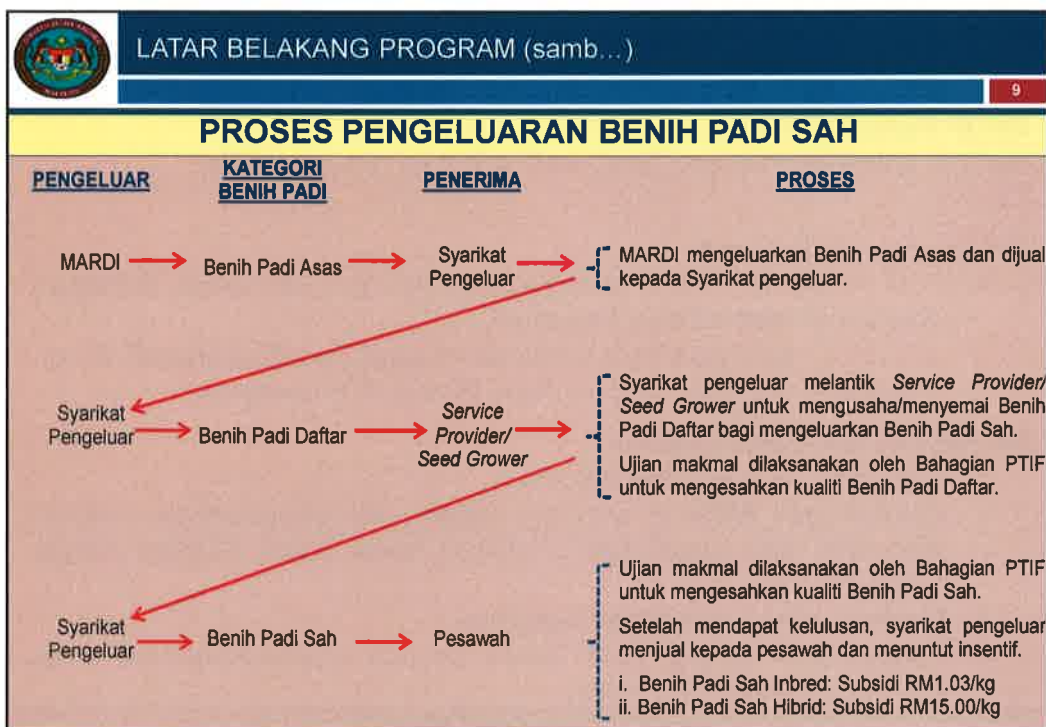 LATAR BELAKANG PROGRAM (samb...)
9
PROSES PENGELUARAN BENIH PADI SAH
PENGELUAR
KATEGORI
BENIH PADI
PENERIMA
PROSES
MARDI
Benih Padi Asas
Syarikat
Pengeluar
MARDI mengeluarkan Benih Padi Asas dan dijual
kepada Syarikat pengeluar.
Syarikat
Pengeluar
Benih Padi Daftar
Service
Provider/
Seed Grower
Syarikat pengeluar melantik Service Provider/
Seed Grower untuk mengusaha/menyemai Benih
Padi Daftar bagi mengeluarkan Benih Padi Sah.
Ujian makmal dilaksanakan oleh Bahagian PTIF
untuk mengesahkan kualiti Benih Padi Daftar.
Syarikat
Pengeluar
Benih Padi Sah
Pesawah
Ujian makmal dilaksanakan oleh Bahagian PTIF
untuk mengesahkan kualiti Benih Padi Sah.
Setelah mendapat kelulusan, syarikat pengeluar
menjual kepada pesawah dan menuntut insentif.
i. Benih Padi Sah Inbred: Subsidi RM1.03/kg
ii. Benih Padi Sah Hibrid: Subsidi RM15.00/kg